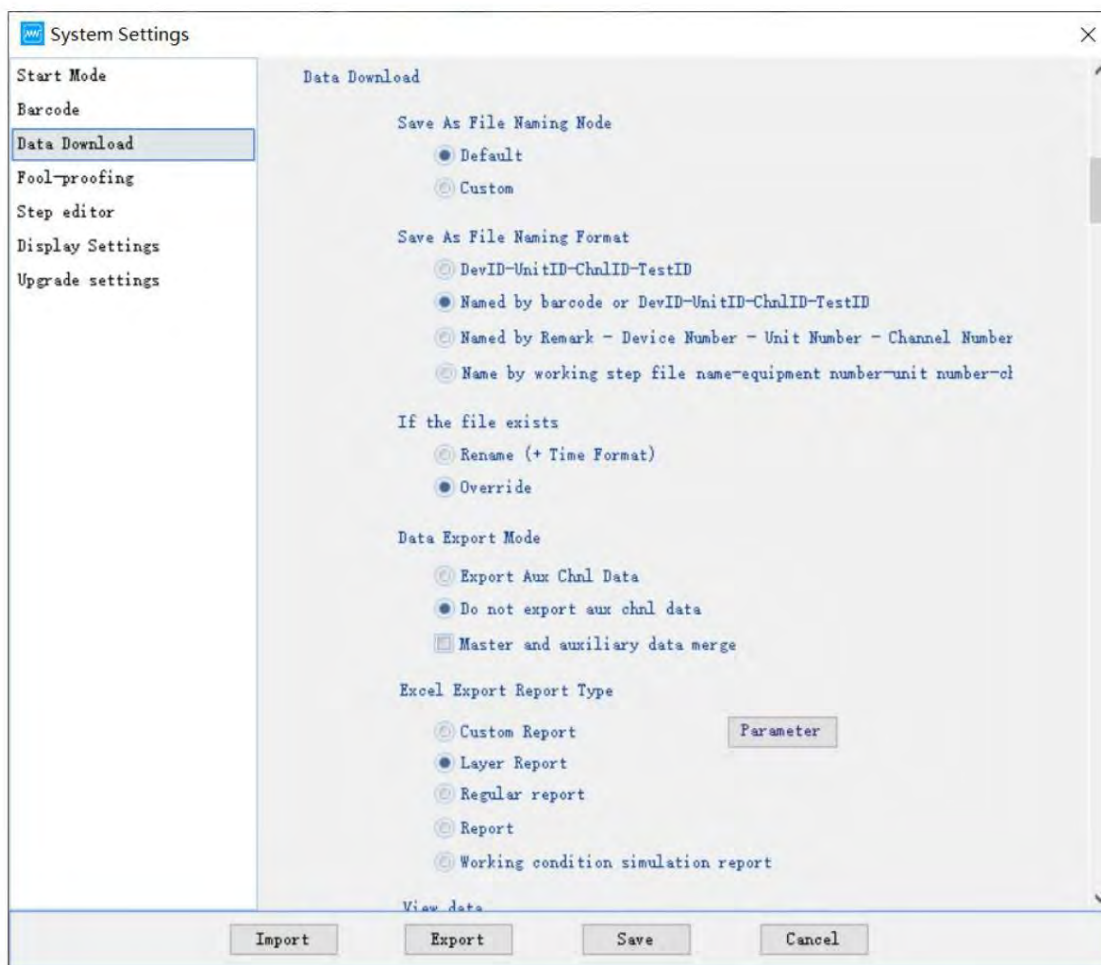 System Settings
Start Mode
Barcode
Data Download
Fool-proofing
Step editor
Display Settings
Upgrade settings
Data Download
Save As File Naming Node
Default
Custom
Save As File Naming Format
DevID-UnitID-ChnlID-TestID
Named by barcode or DevID-UnitID-ChnlID-TestID
Named by Remark - Device Number - Unit Number - Channel Number
Name by working step file name-equipment number-unit number-cl
If the file exists
Rename (+ Time Format)
Override
Data Export Mode
Export Aux Chnl Data
Do not export aux chnl data
Master and auxiliary data merge
Excel Export Report Type
Custom Report
Parameter
Layer Report
Regular report
Report
Working condition simulation report
View data
Import Export Save Cancel